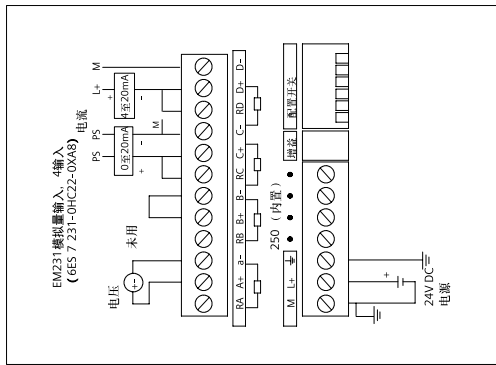 EM231模拟量输入，4输入
(6ES 7 231-0HC22-0XA8)
电压
未用
电流
PS
PS
L+
M
+
-
+
0至20mA
-
M
+
4至20mA
-
RA
A+
a-
RB
B+
B-
RC
C+
C-
RD
D+
D-
250（内置）
增益
配置开关
M
L+
+
24V DC
电源